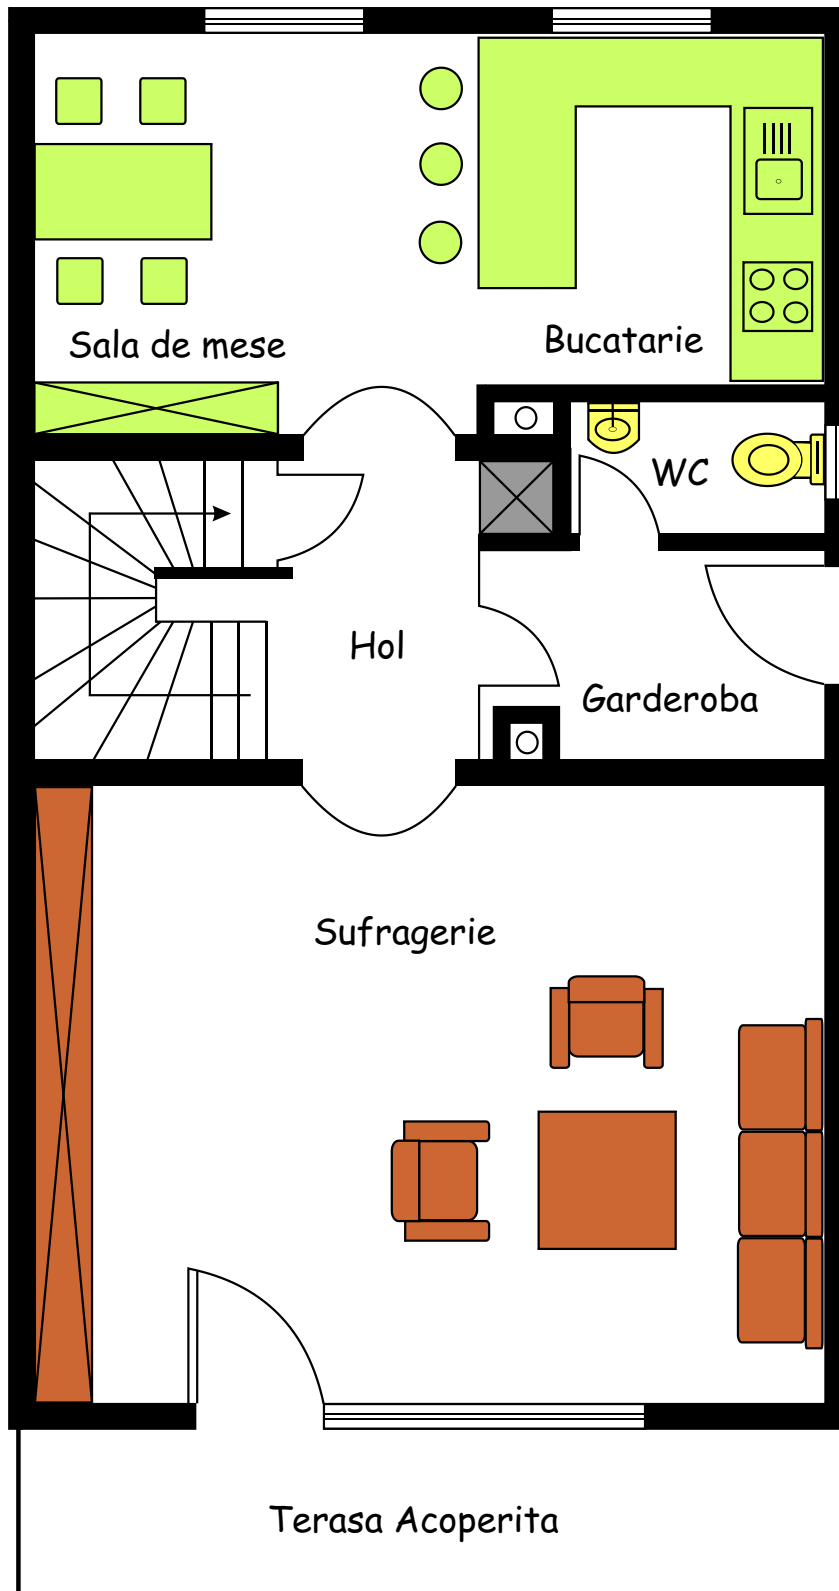 Sala de mese
Bucatarie
WC
Hol
Garderoba
Sufragerie
Terasa Acoperita